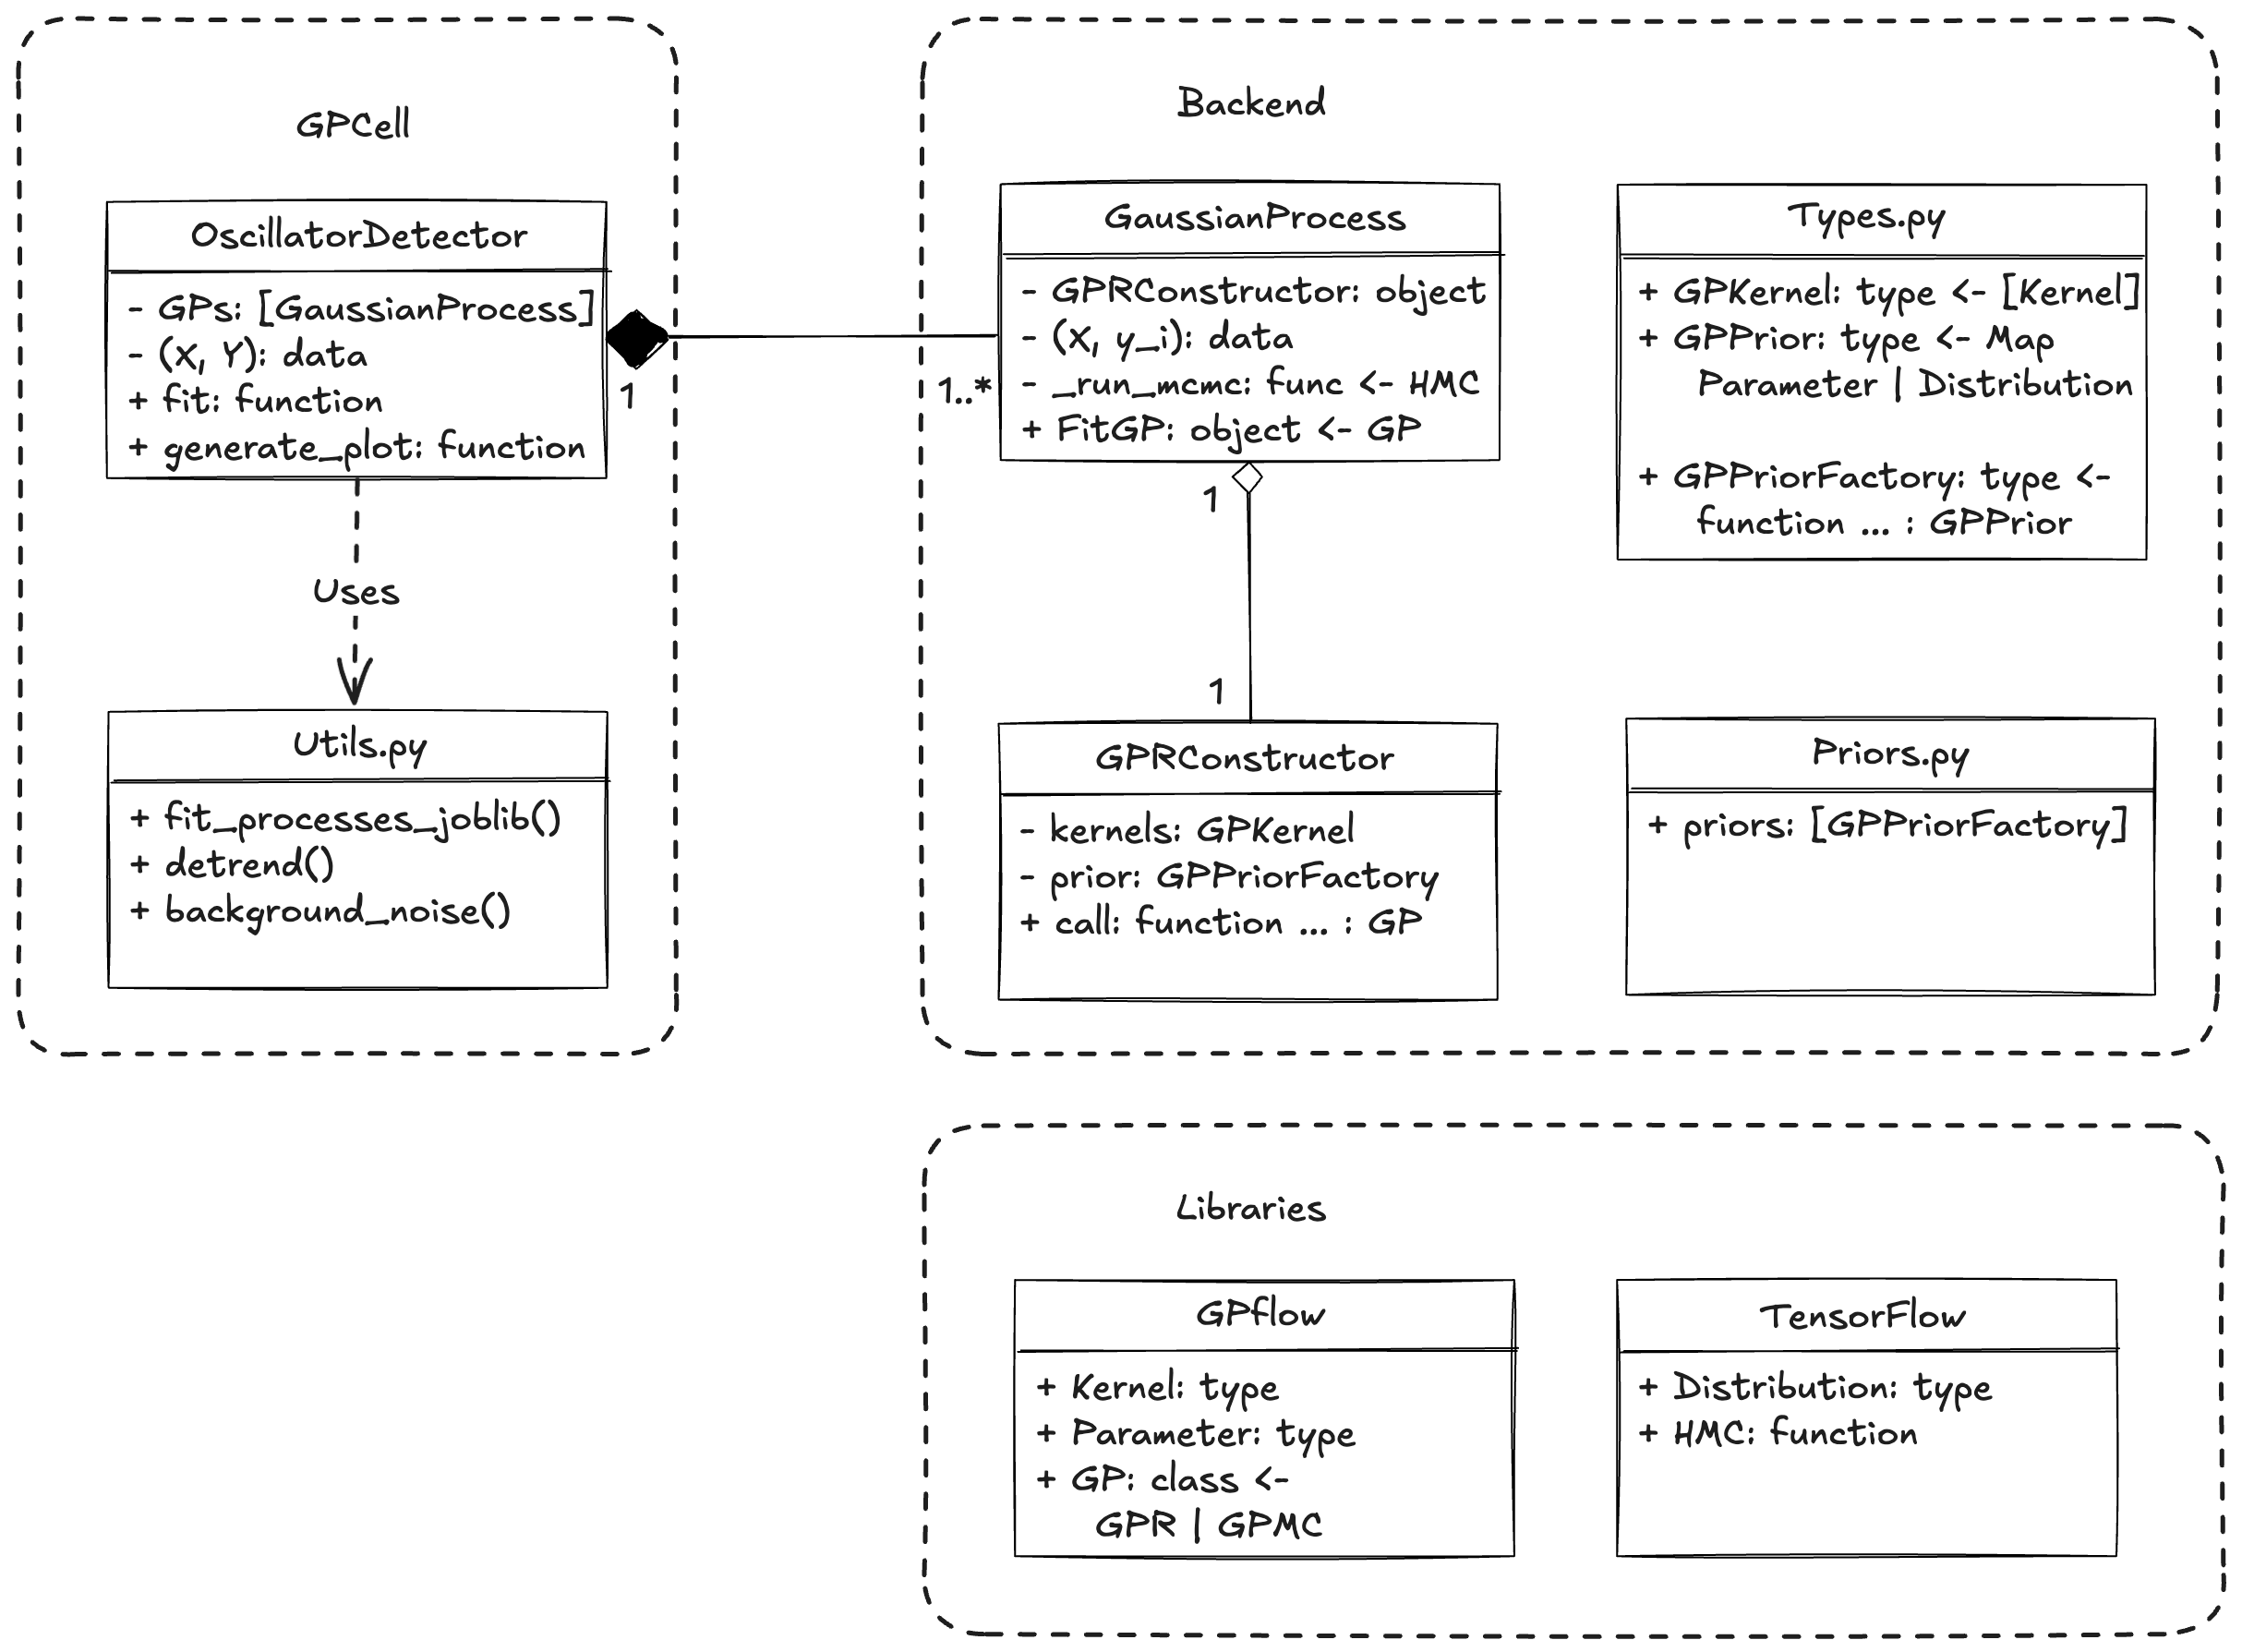 GPCell
OscillatorDetector
- GPs: [GaussianProcess]
- (X, Y): data
+ fit: function
+ generate_plot: function
1
1..*
Uses
Utils.py
+ fit_processes_joblib()
+ detrend()
+ background_noise()
Backend
GaussianProcess
- GPRConstructor: object
- (X, y_i): data
- _run_mcmc: func <- HMC
+ FitGP: object <- GP
1
1
GPRConstructor
- kernels: GPKernel
- prior: GPPriorFactory
+ call: function ... : GP
Types.py
+ GPKernel: type <- [Kernel]
+ GPPrior: type <- Map
Parameter | Distribution
+ GPPriorFactory: type <-
function ... : GPPrior
Priors.py
+ priors: [GPPriorFactory]
Libraries
GPflow
+ Kernel: type
+ Parameter: type
+ GP: class <-
GPR | GPMC
TensorFlow
+ Distribution: type
+ HMC: function